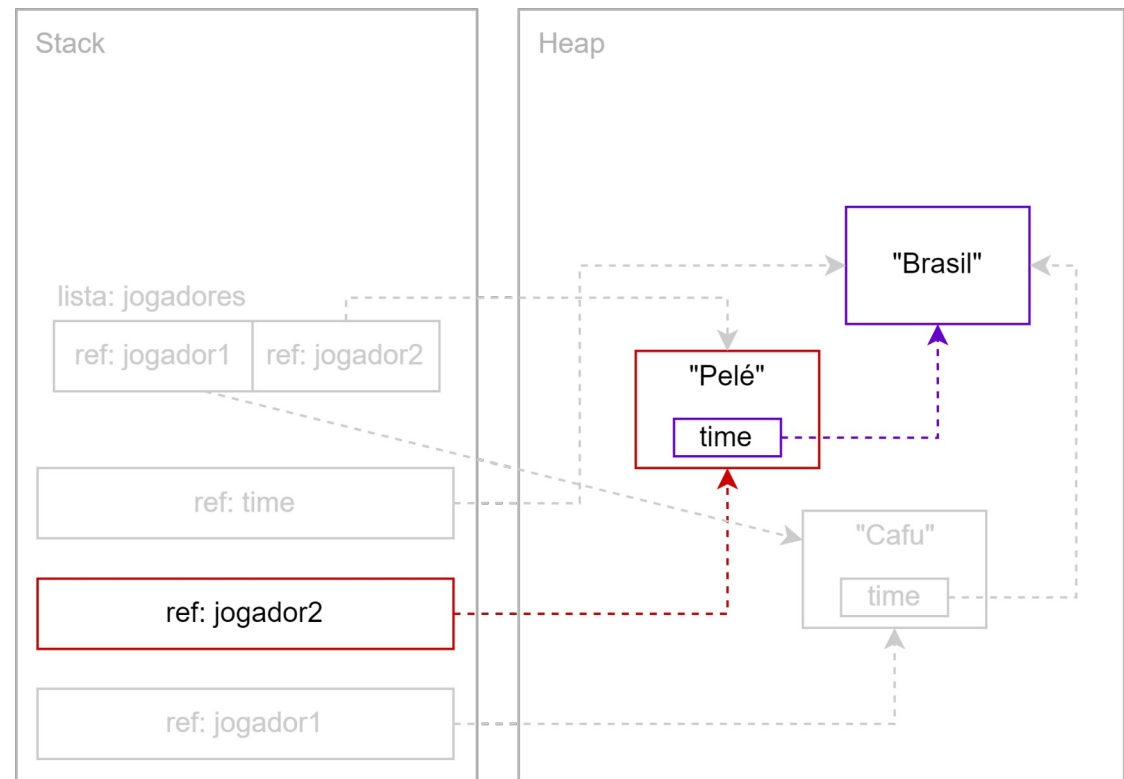 Stack
Heap
"Brasil"
lista: jogadores
ref: jogador1
ref: jogador2
"Pelé"
time
ref: time
"Cafu"
time
ref: jogador2
ref: jogador1